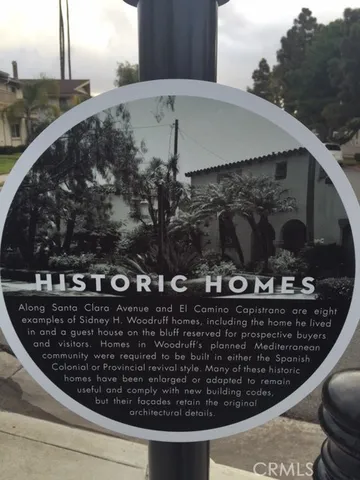 HISTORIC HOMES
Along Santa Clara Avenue and El Camino Capistrano are eight
examples of Sidney H. Woodruff homes, including the home he lived
in and a guest house on the bluff reserved for prospective buyers
and visitors. Homes in Woodruff's planned Mediterranean
community were required to be built in either the Spanish
Colonial or Provincial revival style. Many of these historic
homes have been enlarged or adapted to remain
useful and comply with new building codes,
but their façades retain the original
architectural details.
CRMLS